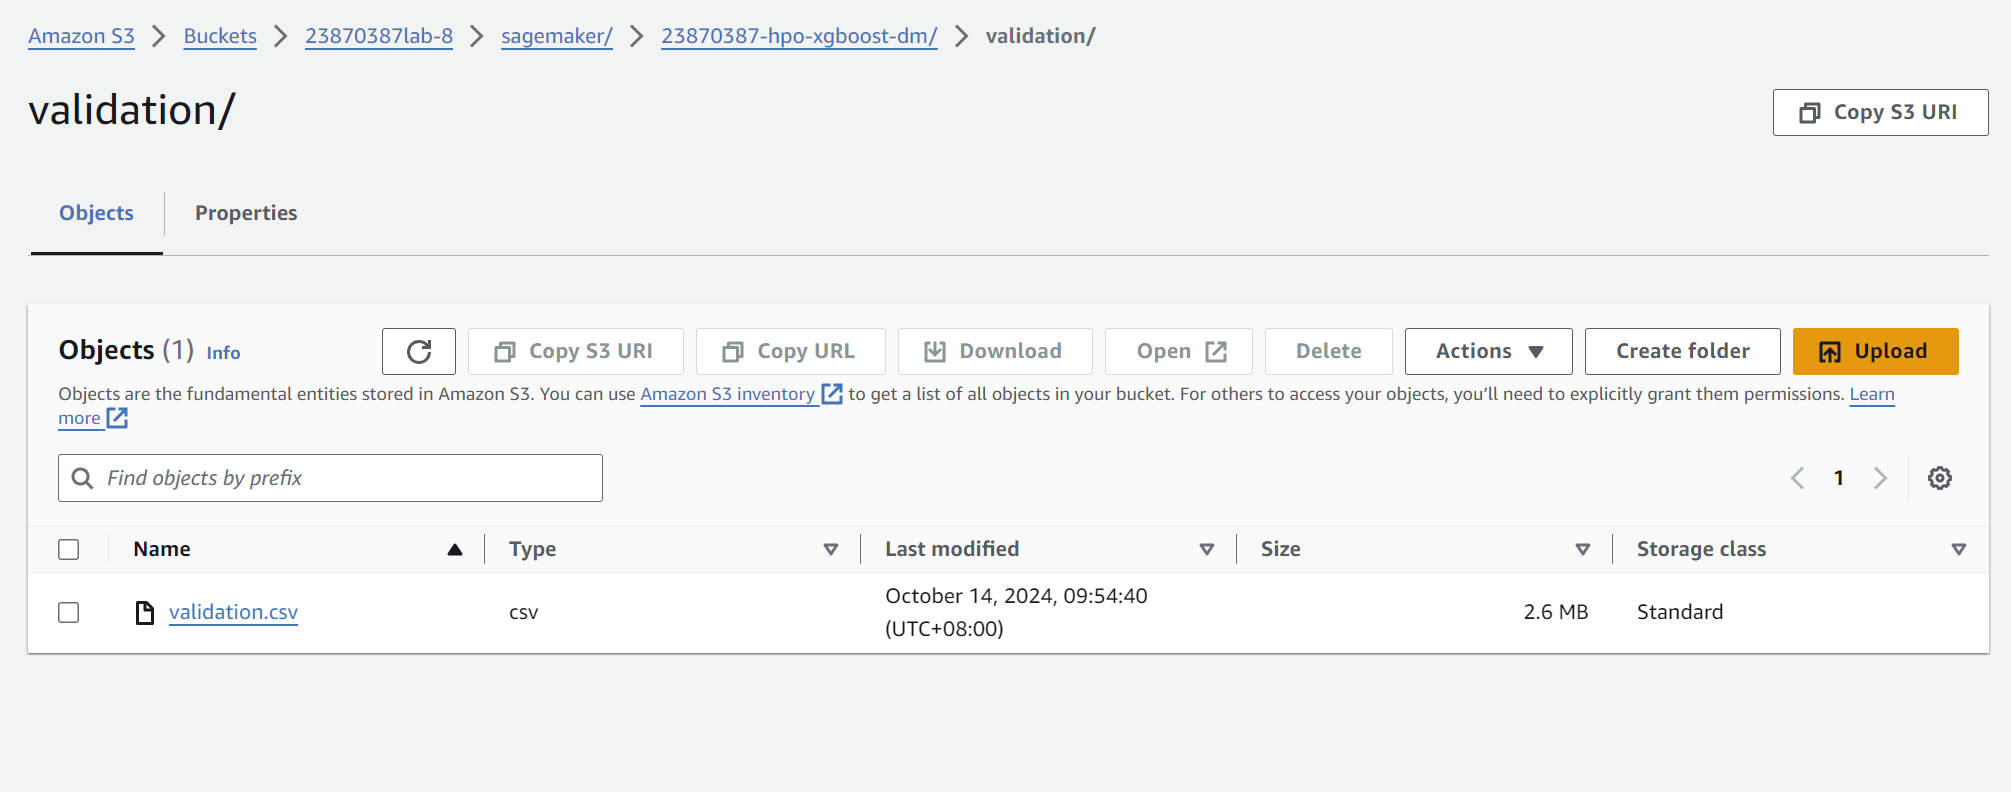 Amazon S3 Buckets 23870387lab-8 sagemaker/ 23870387-hpo-xgboost-dm/ validation/
validation/
Copy S3 URI
Objects Properties
Objects (1) Info
Copy S3 URI Copy URL Download Open Delete Actions Create folder Upload
Objects are the fundamental entities stored in Amazon S3. You can use Amazon S3 inventory to get a list of all objects in your bucket. For others to access your objects, you’ll need to explicitly grant them permissions. Learn
more
Find objects by prefix
1
Name Type Last modified Size Storage class
validation.csv csv October 14, 2024, 09:54:40 2.6 MB Standard
(UTC+08:00)